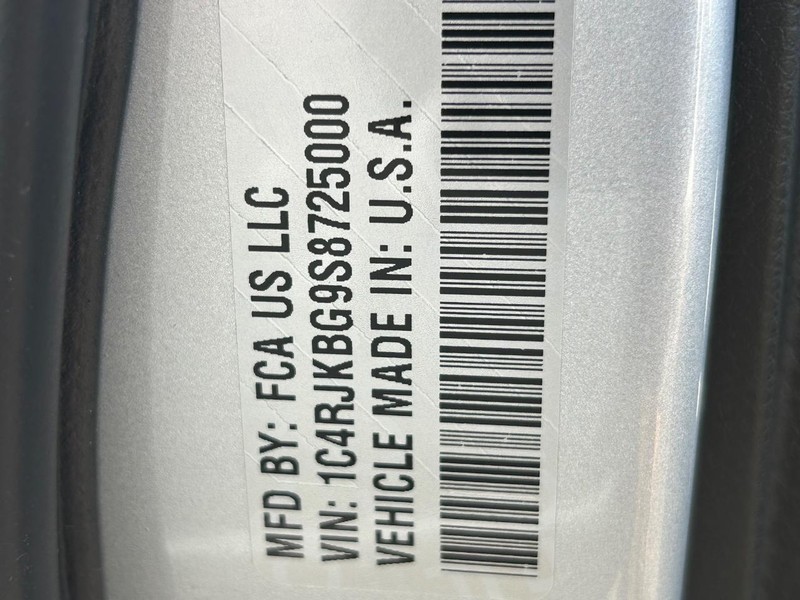 MFD BY: FCA US LLC
VIN: 1C4RJKBG9S8725000
VEHICLE MADE IN: U.S.A.